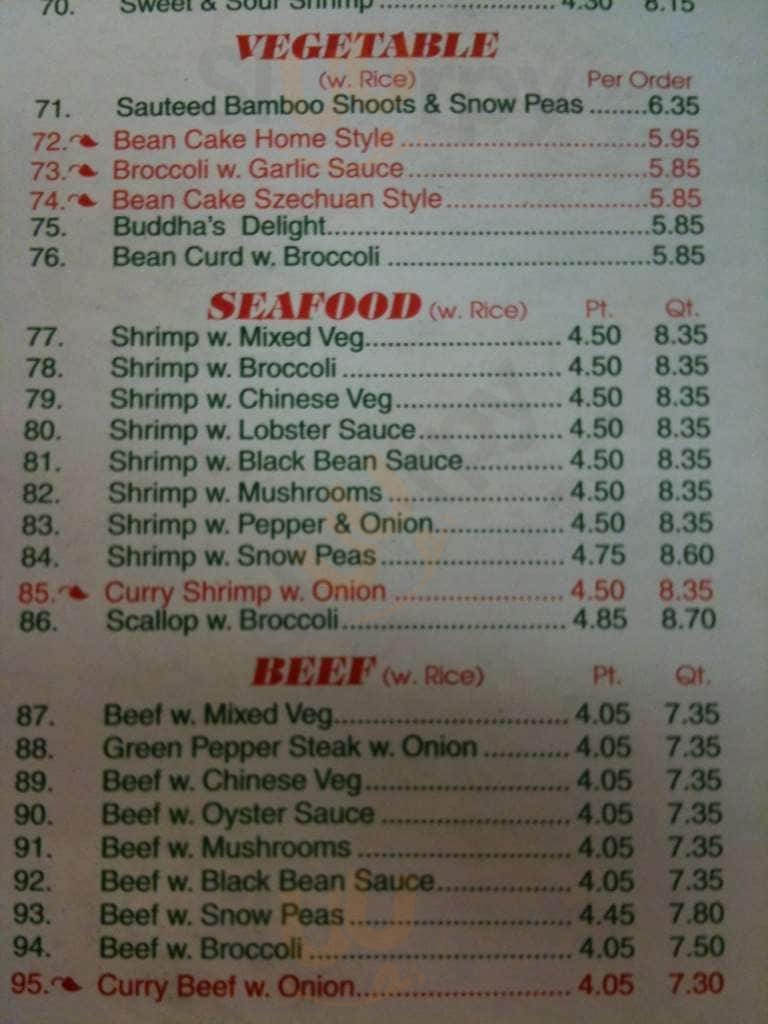 70. Sweet & Sour Shrimp ............................ 4.30 8.15
VEGETABLE
(w. Rice) Per Order
71. Sauteed Bamboo Shoots & Snow Peas ........6.35
72. Bean Cake Home Style ...................................5.95
73. Broccoli w. Garlic Sauce ..................................5.85
74. Bean Cake Szechuan Style .............................5.85
75. Buddha's Delight..............................................5.85
76. Bean Curd w. Broccoli .....................................5.85
SEAFOOD (w. Rice) Pt. Qt.
77. Shrimp w. Mixed Veg............................ 4.50 8.35
78. Shrimp w. Broccoli ............................... 4.50 8.35
79. Shrimp w. Chinese Veg........................ 4.50 8.35
80. Shrimp w. Lobster Sauce..................... 4.50 8.35
81. Shrimp w. Black Bean Sauce.............. 4.50 8.35
82. Shrimp w. Mushrooms ......................... 4.50 8.35
83. Shrimp w. Pepper & Onion.................. 4.50 8.35
84. Shrimp w. Snow Peas .......................... 4.75 8.60
85. Curry Shrimp w. Onion ........................ 4.50 8.35
86. Scallop w. Broccoli ................................ 4.85 8.70
BEEF (w. Rice) Pt. Qt.
87. Beef w. Mixed Veg................................. 4.05 7.35
88. Green Pepper Steak w. Onion ............ 4.05 7.35
89. Beef w. Chinese Veg............................. 4.05 7.35
90. Beef w. Oyster Sauce ........................... 4.05 7.35
91. Beef w. Mushrooms .............................. 4.05 7.35
92. Beef w. Black Bean Sauce................... 4.05 7.35
93. Beef w. Snow Peas ............................... 4.45 7.80
94. Beef w. Broccoli .................................... 4.05 7.50
95. Curry Beef w. Onion.............................. 4.05 7.30